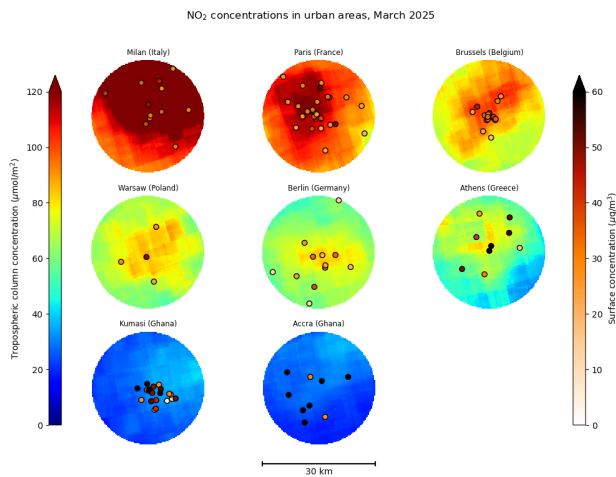 NO₂ concentrations in urban areas, March 2025
Milan (Italy)
Paris (France)
Brussels (Belgium)
Warsaw (Poland)
Berlin (Germany)
Athens (Greece)
Kumasi (Ghana)
Accra (Ghana)
Tropospheric column concentration (μmol/m²)
120
100
80
60
40
20
0
Surface concentration (μg/m³)
60
50
40
30
20
10
0
30 km